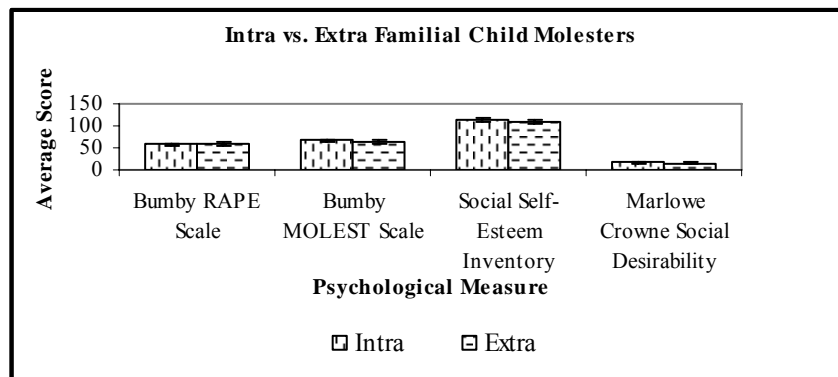 Intra vs. Extra Familial Child Molesters
Average Score
150
100
50
0
Bumby RAPE
Scale
Bumby
MOLEST Scale
Social Self-
Esteem
Inventory
Marlowe
Crowne Social
Desirability
Psychological Measure
Intra
Extra